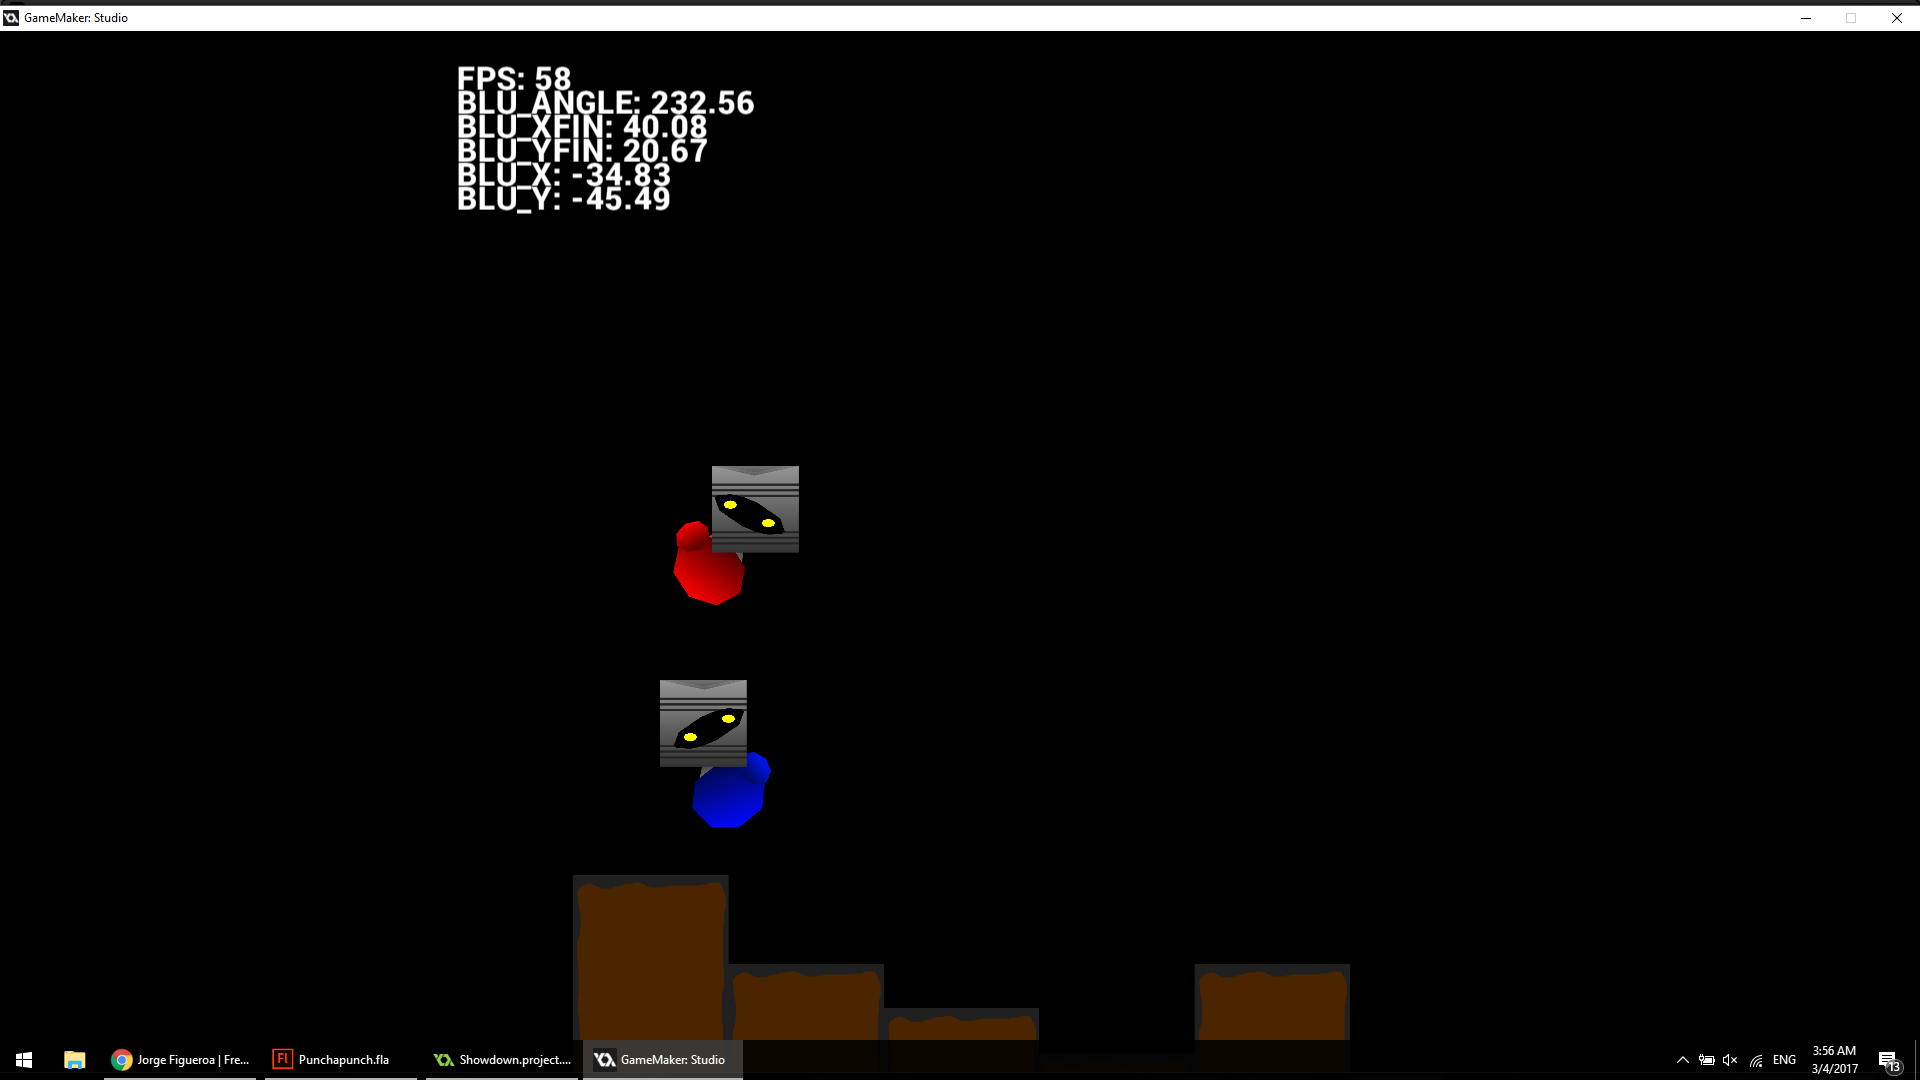 GameMaker: Studio
FPS: 58
BLU_ANGLE: 232.56
BLU_XFIN: 40.08
BLU_YFIN: 20.67
BLU_X: -34.83
BLU_Y: -45.49
Jorge Figueroa | Fre...
Fl
Punchapunch.fla
Showdown.project....
GameMaker: Studio
ENG
3:56 AM
3/4/2017
13